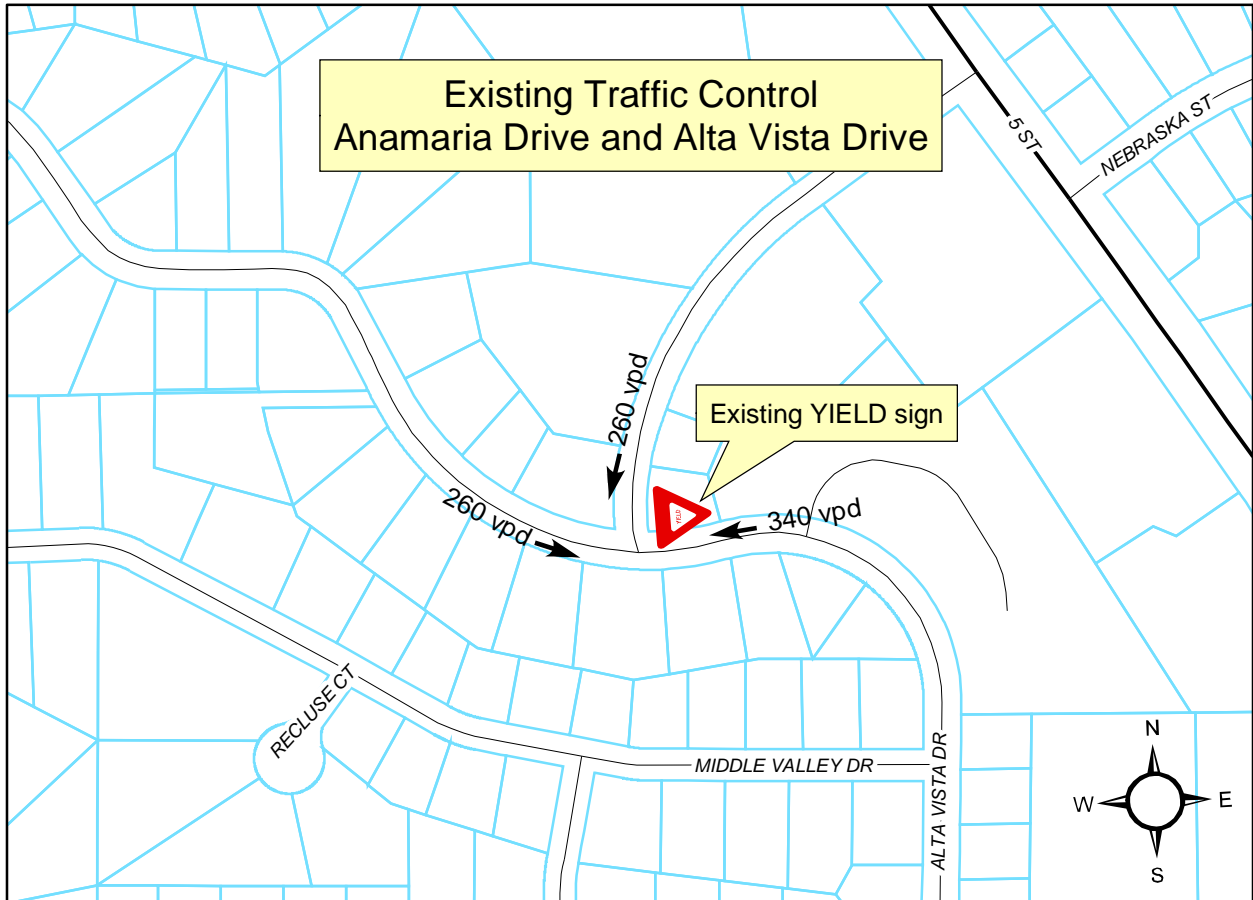 Existing Traffic Control
Anamaria Drive and Alta Vista Drive
5 ST
NEBRASKA ST
260 vpd
Existing YIELD sign
YIELD
260 vpd
340 vpd
RECLUSE CT
MIDDLE VALLEY DR
ALTA VISTA DR
N
W
E
S